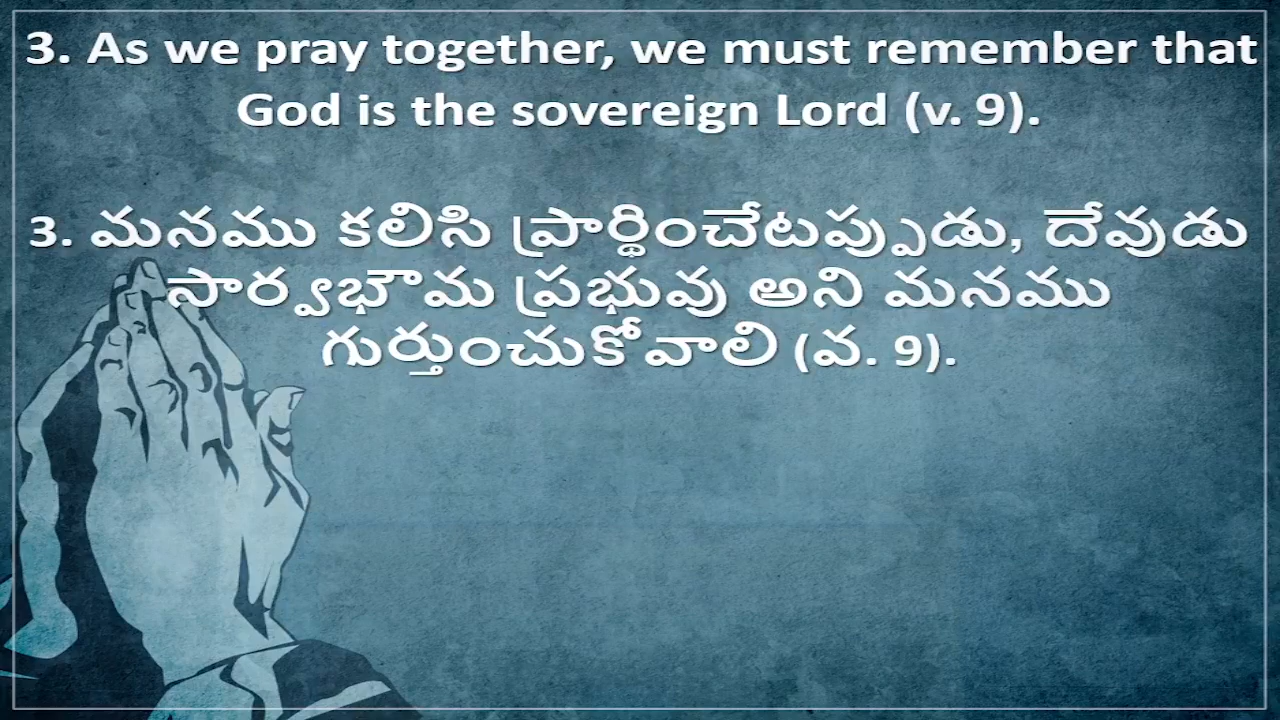 3. As we pray together, we must remember that
God is the sovereign Lord (v. 9).
3. మనము కలిసి ప్రార్థించేటప్పుడు, దేవుడు
సార్వభౌమ ప్రభువు అని మనము
గుర్తుంచుకోవాలి (వ. 9).